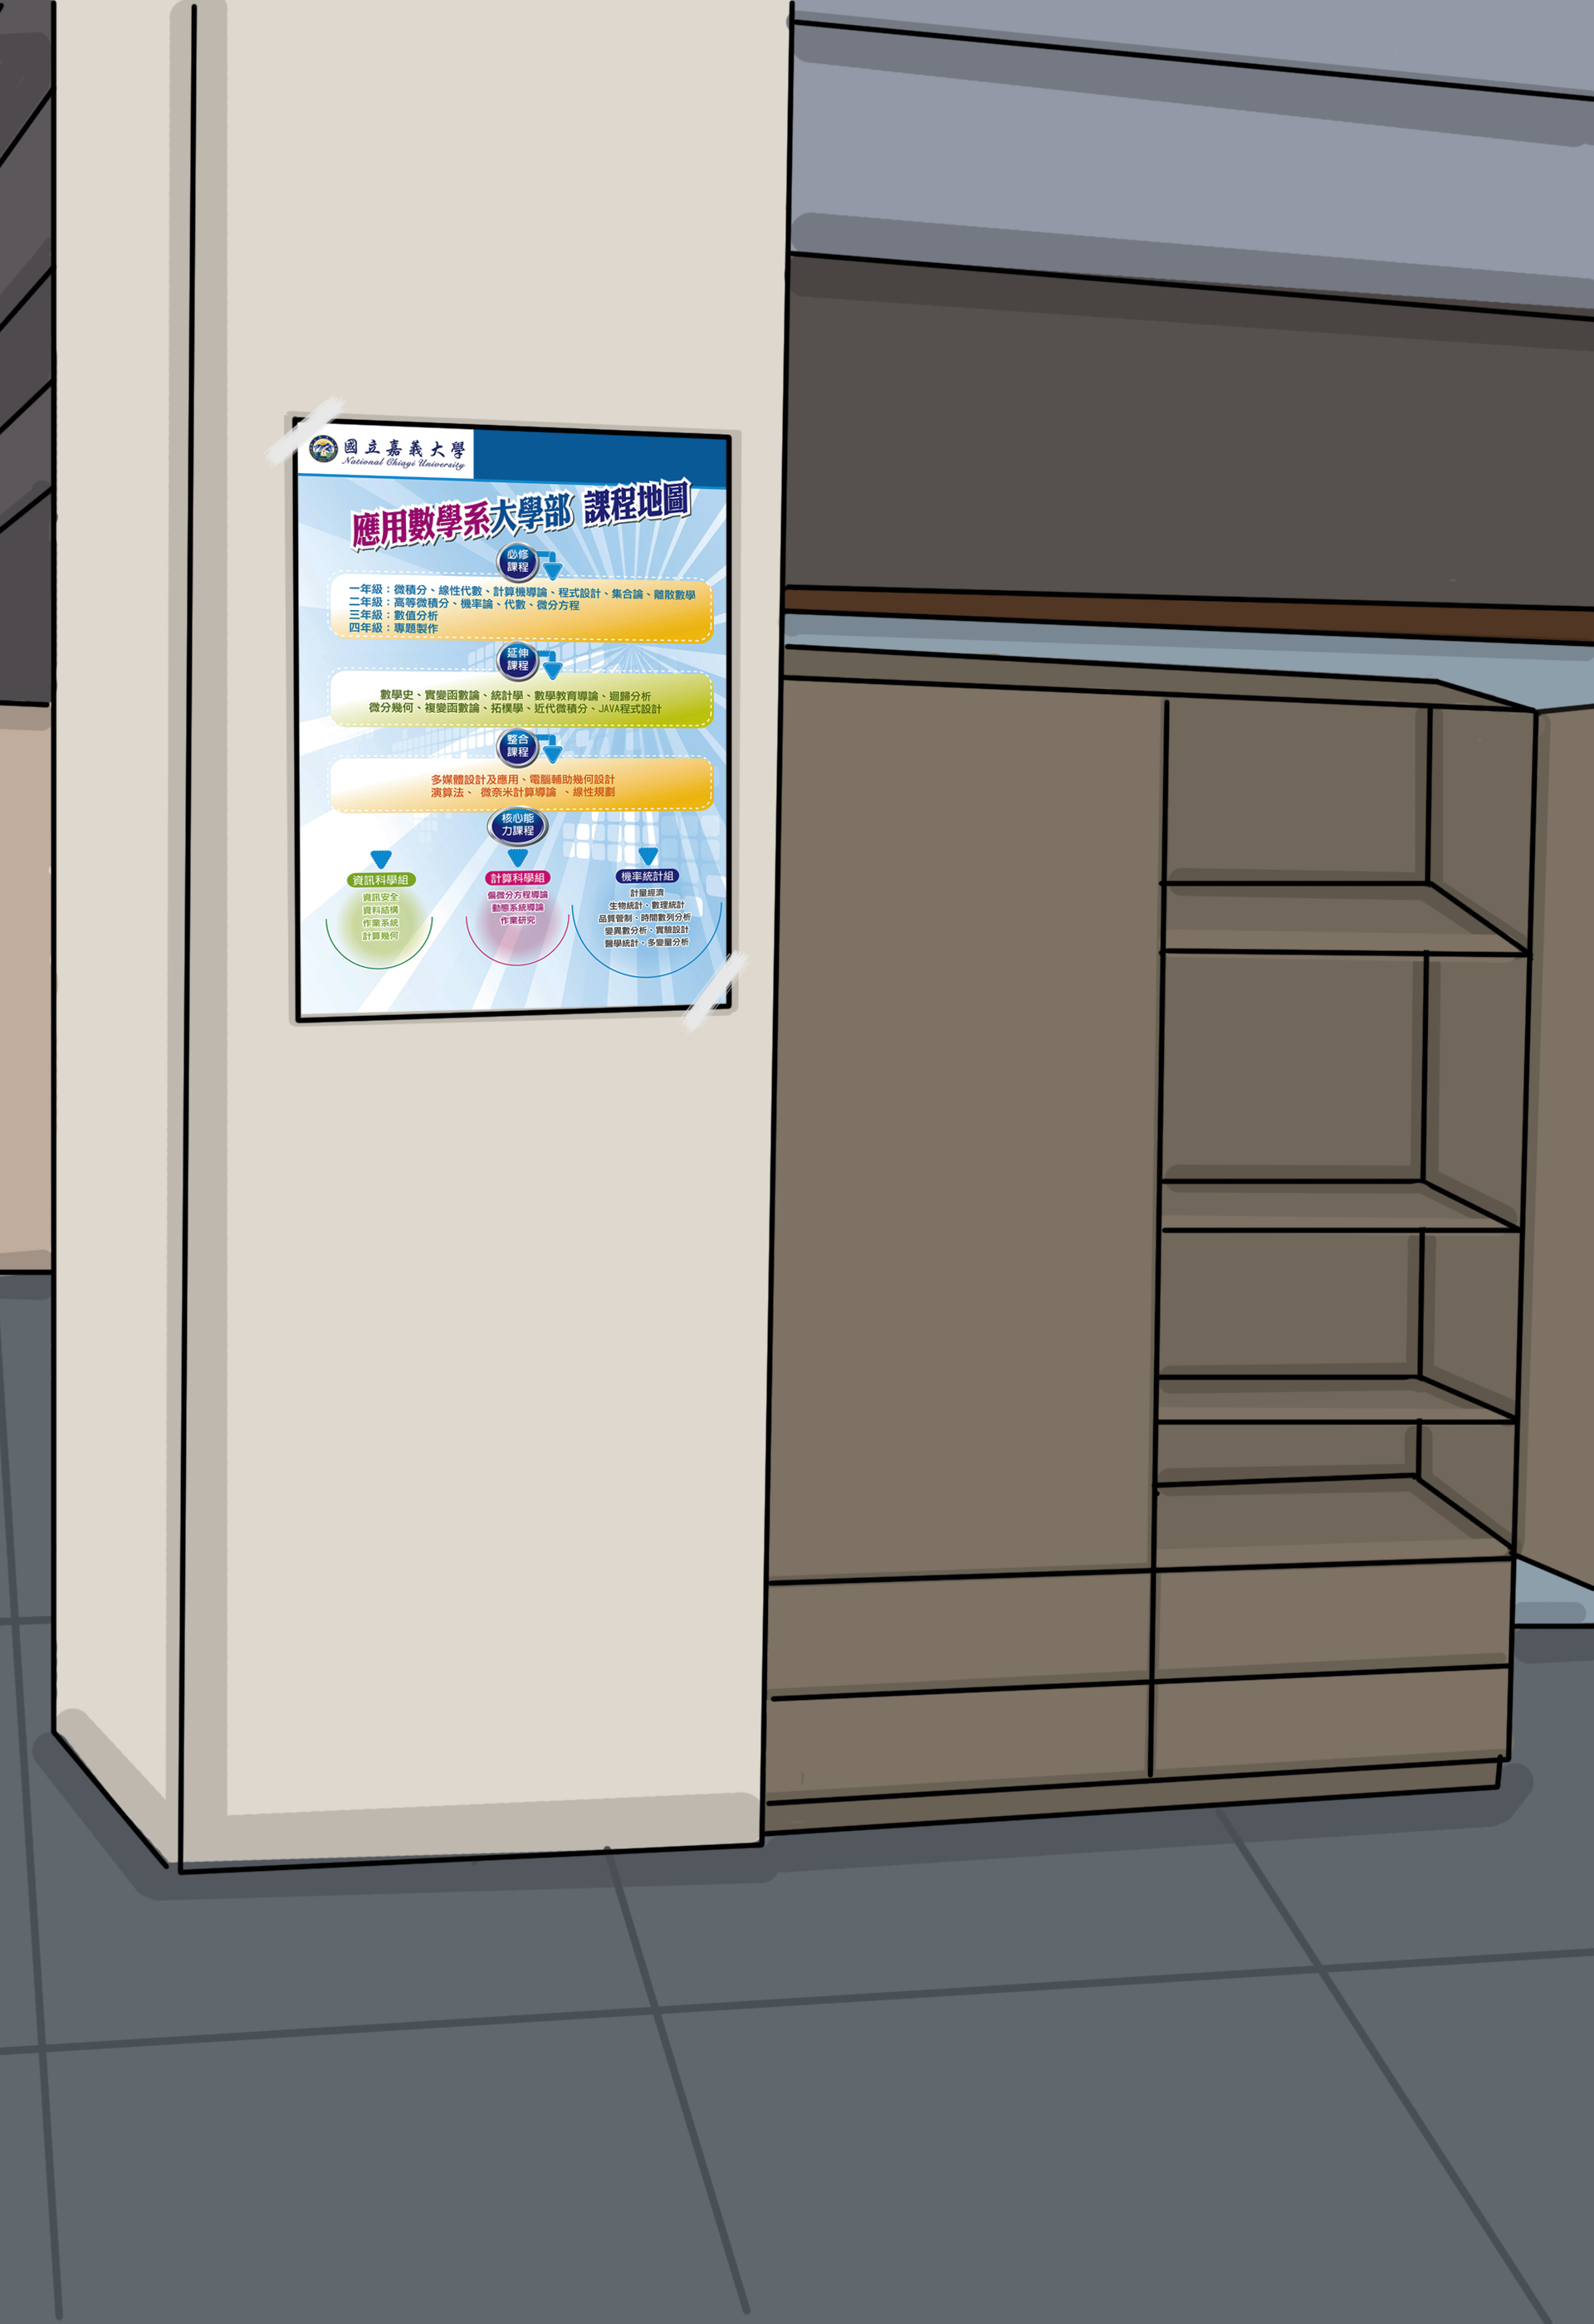 國立嘉義大學
National Chiayi University
應用數學系大學部 課程地圖
必修
課程
一年級：微積分、線性代數、計算機導論、程式設計、集合論、離散數學
二年級：高等微積分、機率論、代數、微分方程
三年級：數值分析
四年級：專題製作
延伸
課程
數學史、實變函數論、統計學、數學教育導論、迴歸分析
微分幾何、複變函數論、拓樸學、近代微積分、JAVA程式設計
整合
課程
多媒體設計及應用、電腦輔助幾何設計
演算法、 微奈米計算導論 、線性規劃
核心能
力課程
資訊科學組
資訊安全
資料結構
作業系統
計算幾何
計算科學組
偏微分方程導論
動態系統導論
作業研究
機率統計組
計量經濟
生物統計、數理統計
品質管制、時間數列分析
變異數分析、實驗設計
醫學統計、多變量分析